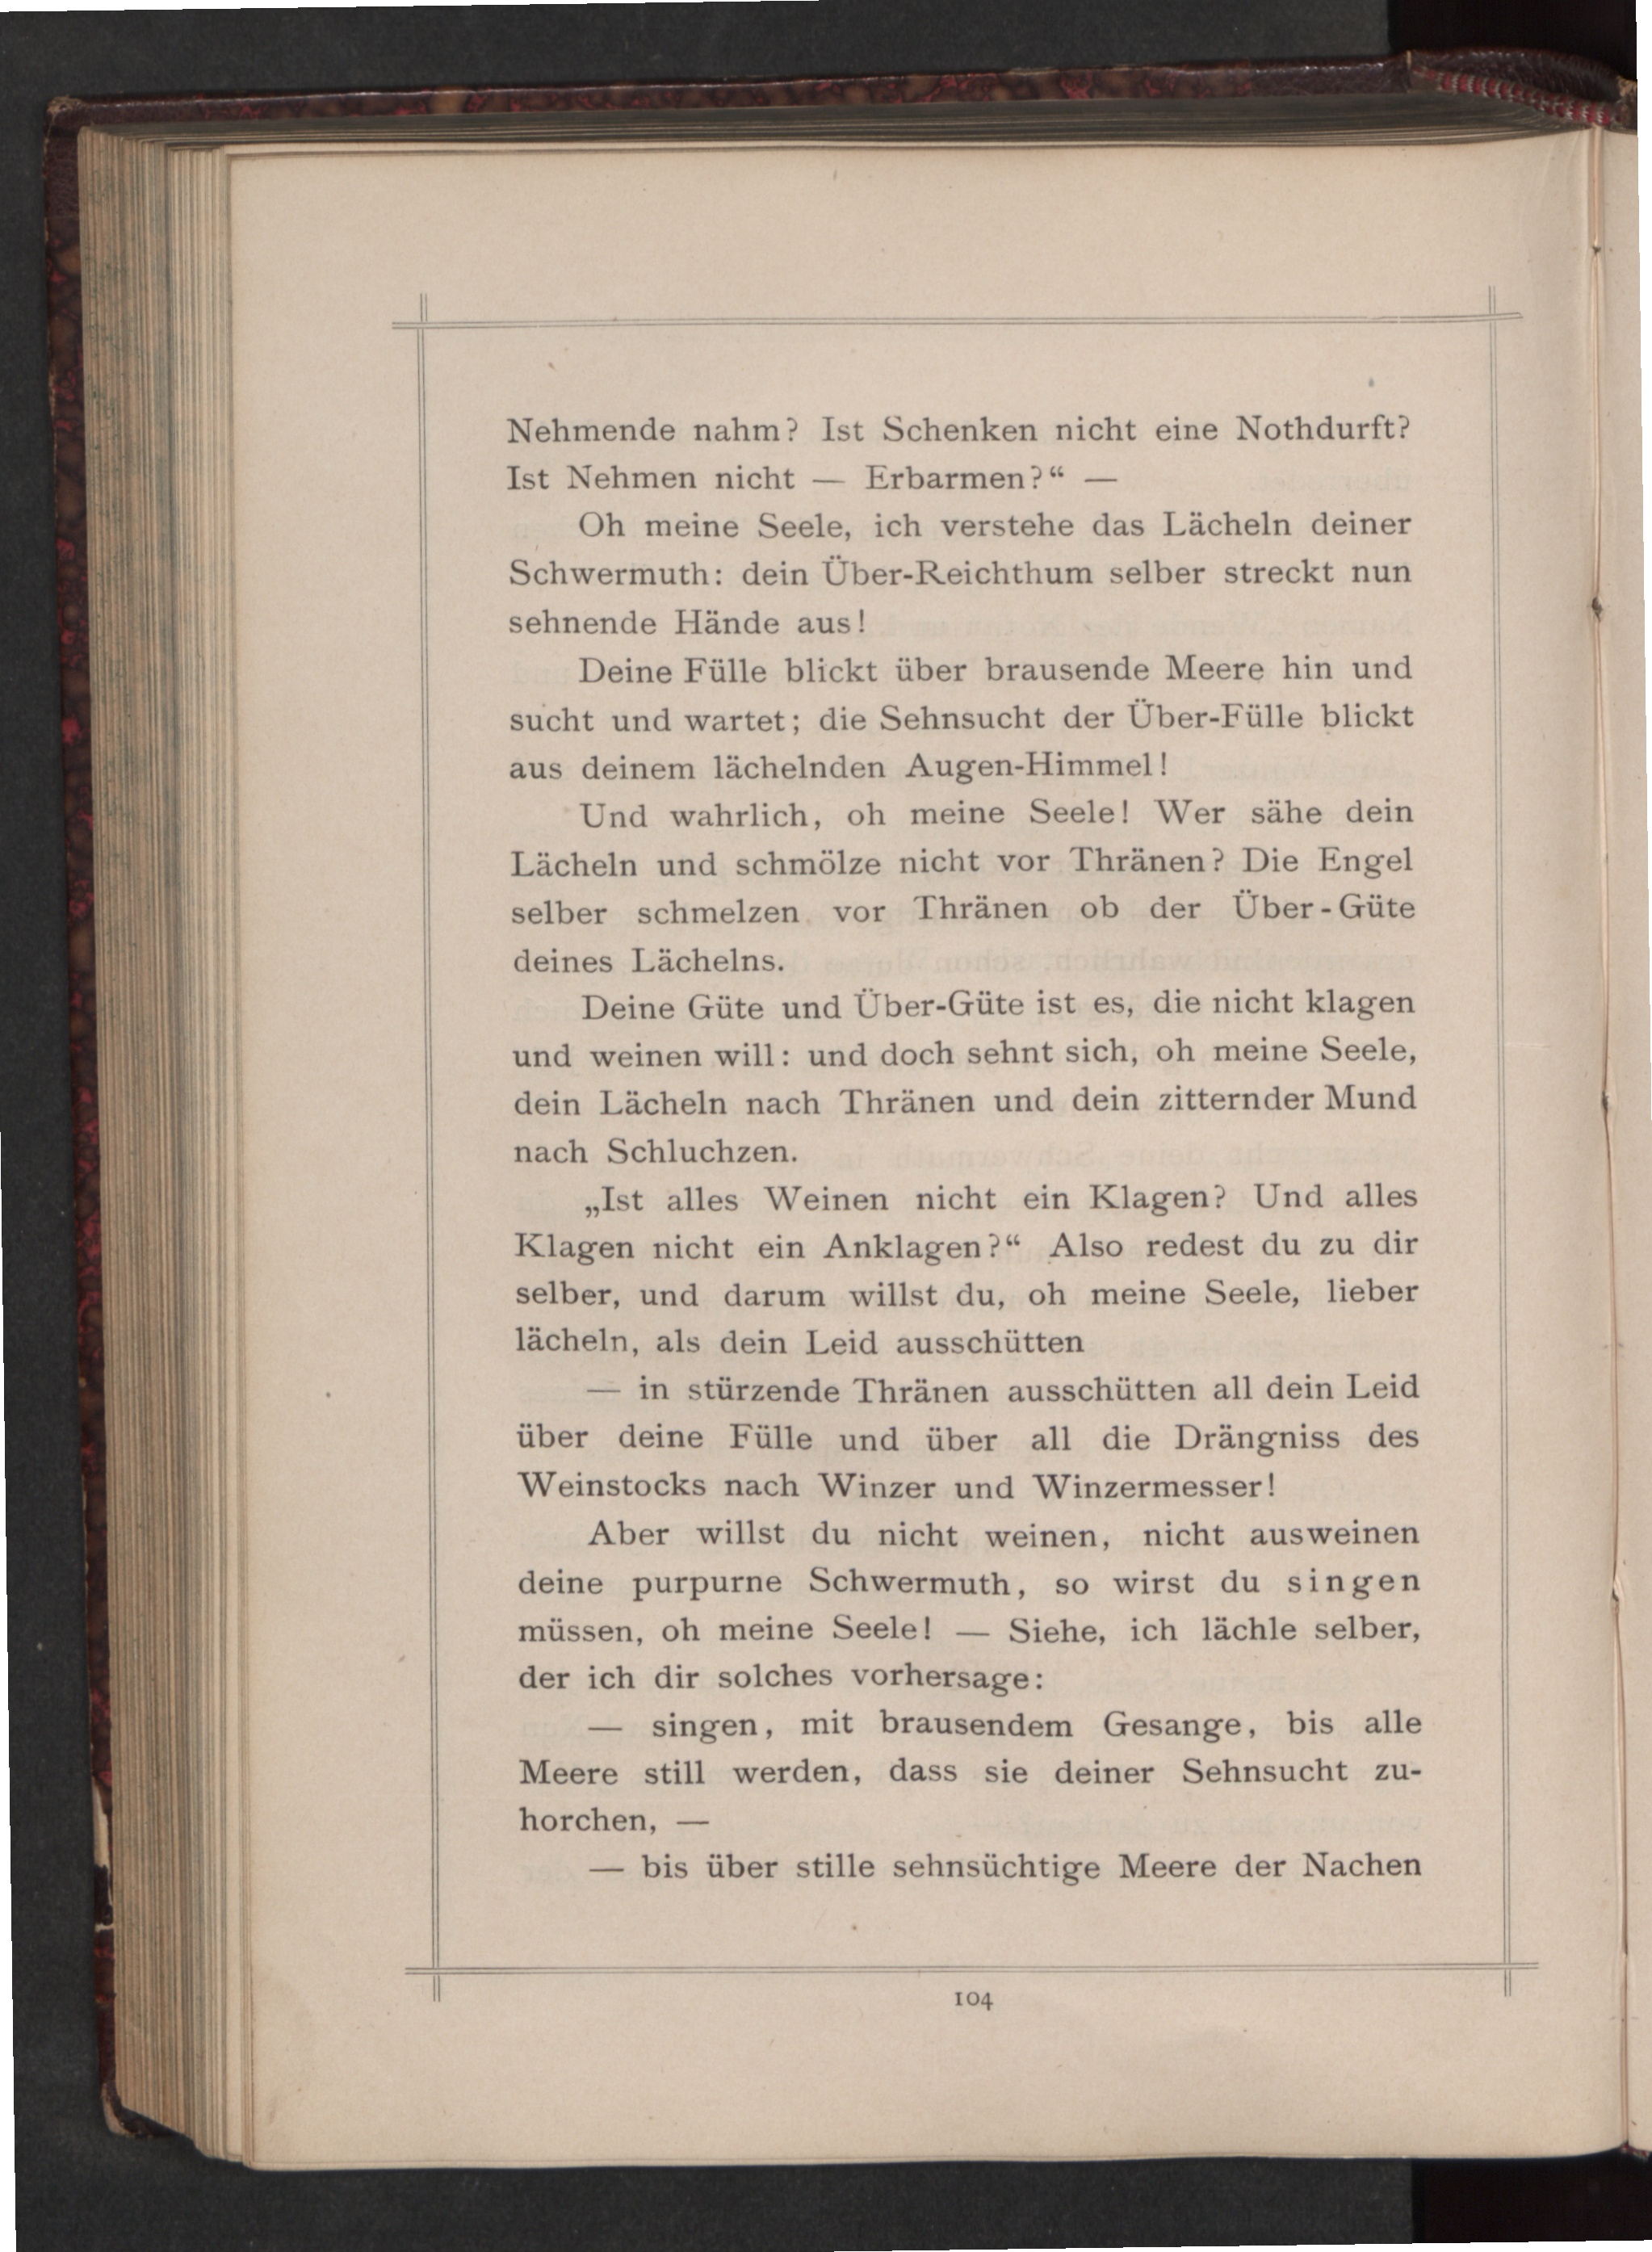 Nehmende nahm? Ist Schenken nicht eine Nothdurft?
Ist Nehmen nicht — Erbarmen?“ —
Oh meine Seele, ich verstehe das Lächeln deiner
Schwermuth: dein Über-Reichthum selber streckt nun
sehnende Hände aus!
Deine Fülle blickt über brausende Meere hin und
sucht und wartet; die Sehnsucht der Über-Fülle blickt
aus deinem lächelnden Augen-Himmel!
Und wahrlich, oh meine Seele! Wer sähe dein
Lächeln und schmölze nicht vor Thränen? Die Engel
selber schmelzen vor Thränen ob der Über-Güte
deines Lächelns.
Deine Güte und Über-Güte ist es, die nicht klagen
und weinen will: und doch sehnt sich, oh meine Seele,
dein Lächeln nach Thränen und dein zitternder Mund
nach Schluchzen.
„Ist alles Weinen nicht ein Klagen? Und alles
Klagen nicht ein Anklagen?“ Also redest du zu dir
selber, und darum willst du, oh meine Seele, lieber
lächeln, als dein Leid ausschütten
— in stürzende Thränen ausschütten all dein Leid
über deine Fülle und über all die Drängniss des
Weinstocks nach Winzer und Winzermesser!
Aber willst du nicht weinen, nicht ausweinen
deine purpurne Schwermuth, so wirst du singen
müssen, oh meine Seele! — Siehe, ich lächle selber,
der ich dir solches vorhersage:
— singen, mit brausendem Gesange, bis alle
Meere still werden, dass sie deiner Sehnsucht zu-
horchen, —
— bis über stille sehnsüchtige Meere der Nachen
104